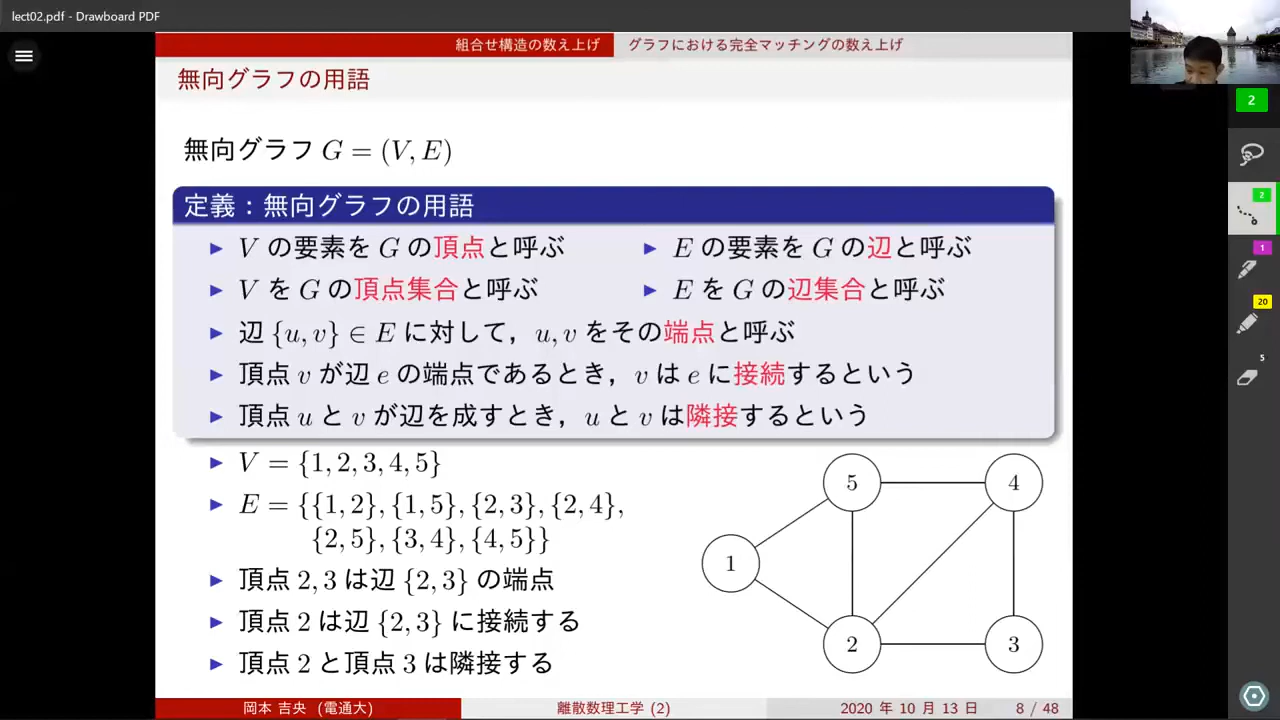 lect02.pdf - Drawboard PDF
組合せ構造の数え上げ グラフにおける完全マッチングの数え上げ
無向グラフの用語
無向グラフ G = (V, E)
定義：無向グラフの用語
▶ V の要素を G の頂点と呼ぶ ▶ E の要素を G の辺と呼ぶ
▶ V を G の頂点集合と呼ぶ ▶ E を G の辺集合と呼ぶ
▶ 辺 {u, v} ∈ E に対して，u, v をその端点と呼ぶ
▶ 頂点 v が辺 e の端点であるとき，v は e に接続するという
▶ 頂点 u と v が辺を成すとき，u と v は隣接するという
▶ V = {1, 2, 3, 4, 5}
▶ E = {{1, 2}, {1, 5}, {2, 3}, {2, 4},
{2, 5}, {3, 4}, {4, 5}}
▶ 頂点 2, 3 は辺 {2, 3} の端点
▶ 頂点 2 は辺 {2, 3} に接続する
▶ 頂点 2 と頂点 3 は隣接する
5 4
1
2 3
岡本 吉央 (電通大) 離散数理工学 (2) 2020 年 10 月 13 日 8 / 48
2
2
1
20
5